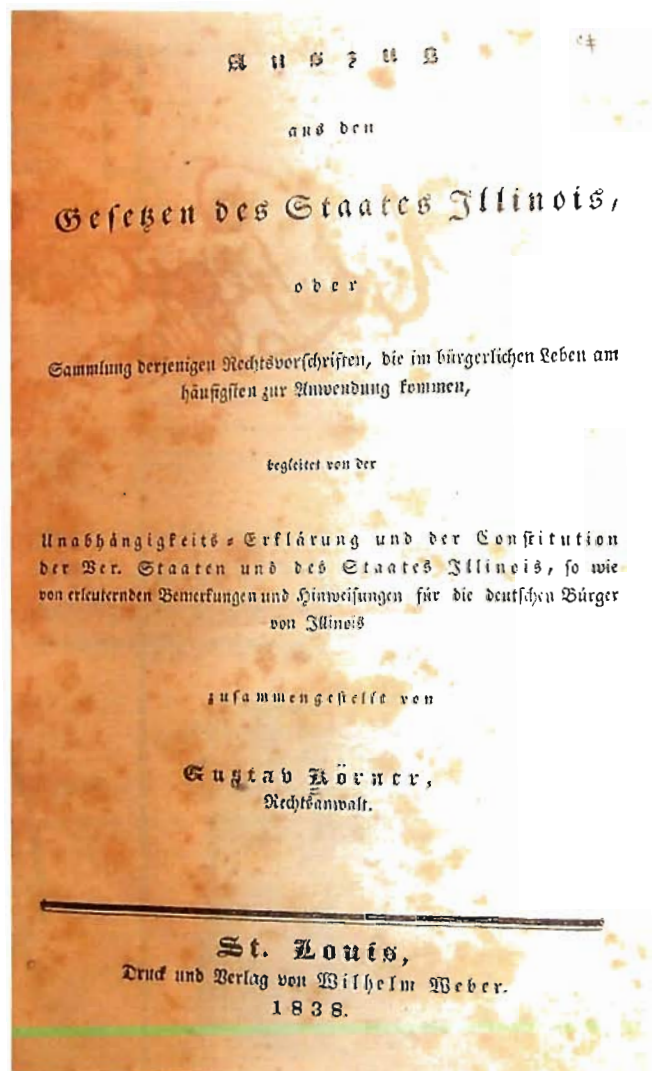 Auszug
aus den
Gesetzen des Staates Illinois,
oder
Sammlung derjenigen Rechtsvorschriften, die im bürgerlichen Leben am
häufigsten zur Anwendung kommen,
begleitet von der
Unabhängigkeits-Erklärung und der Constitution
der Ver. Staaten und des Staates Illinois, so wie
von erleuternden Bemerkungen und Hinweisungen für die deutschen Bürger
von Illinois
zusammengestellt von
Gustav Körner,
Rechtsanwalt.
St. Louis,
Druck und Verlag von Wilhelm Weber.
1838.